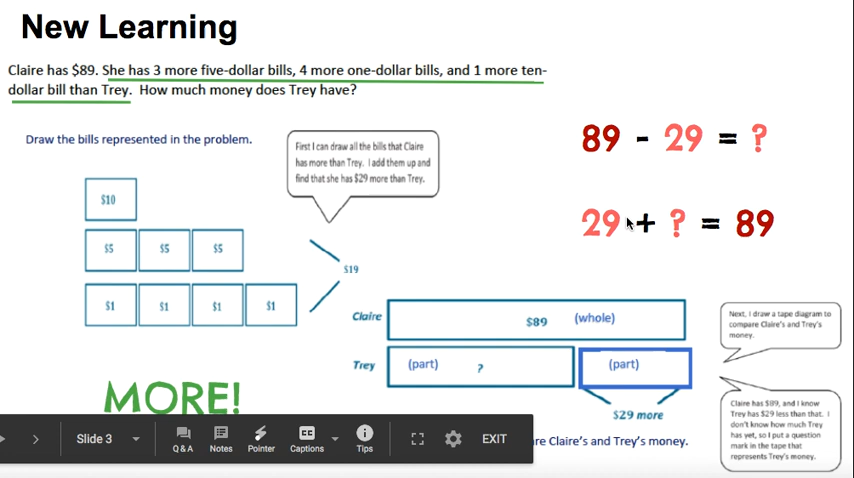 New Learning
Claire has $89. She has 3 more five-dollar bills, 4 more one-dollar bills, and 1 more ten-
dollar bill than Trey. How much money does Trey have?
Draw the bills represented in the problem.
First I can draw all the bills that Claire
has more than Trey. I add them up and
find that she has $29 more than Trey.
89 - 29 = ?
29 + ? = 89
$10
$5 $5 $5
$19
$1 $1 $1 $1
Claire $89 (whole)
Trey (part) ? (part)
$29 more
Next, I draw a tape diagram to
compare Claire's and Trey's
money.
Claire has $89, and I know
Trey has $29 less than that. I
don't know how much Trey
has yet, so I put a question
mark in the tape that
represents Trey's money.
MORE!
are Claire's and Trey's money.
Slide 3
Q&A
Notes
Pointer
CC
Captions
Tips
EXIT